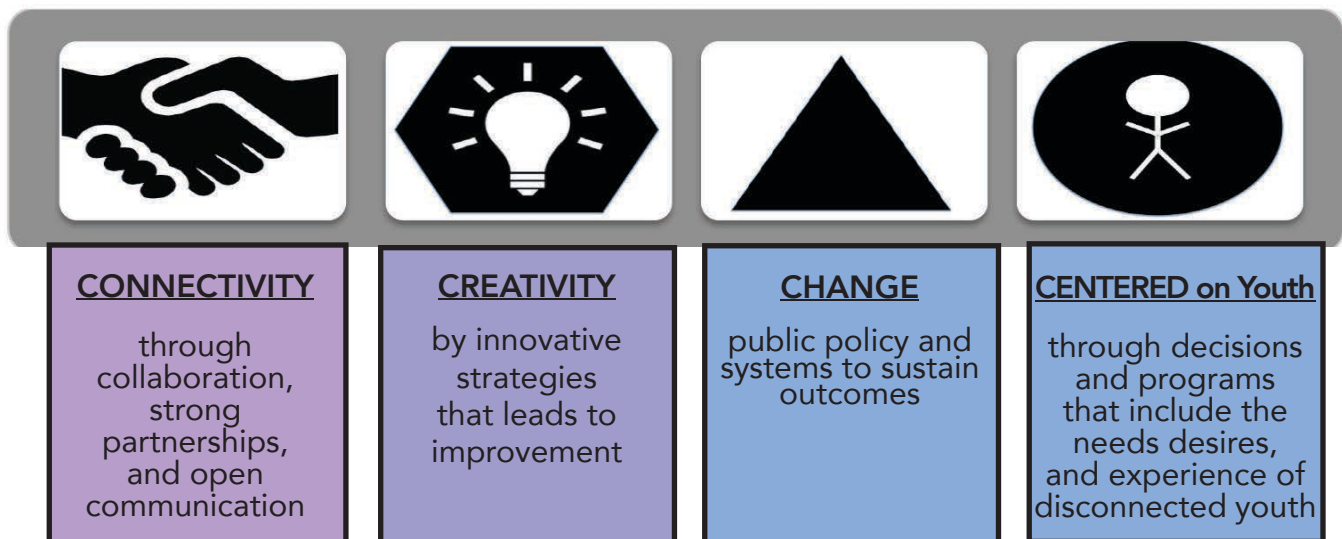 CONNECTIVITY
through
collaboration,
strong
partnerships,
and open
communication
CREATIVITY
by innovative
strategies
that leads to
improvement
CHANGE
public policy and
systems to sustain
outcomes
CENTERED on Youth
through decisions
and programs
that include the
needs desires,
and experience of
disconnected youth